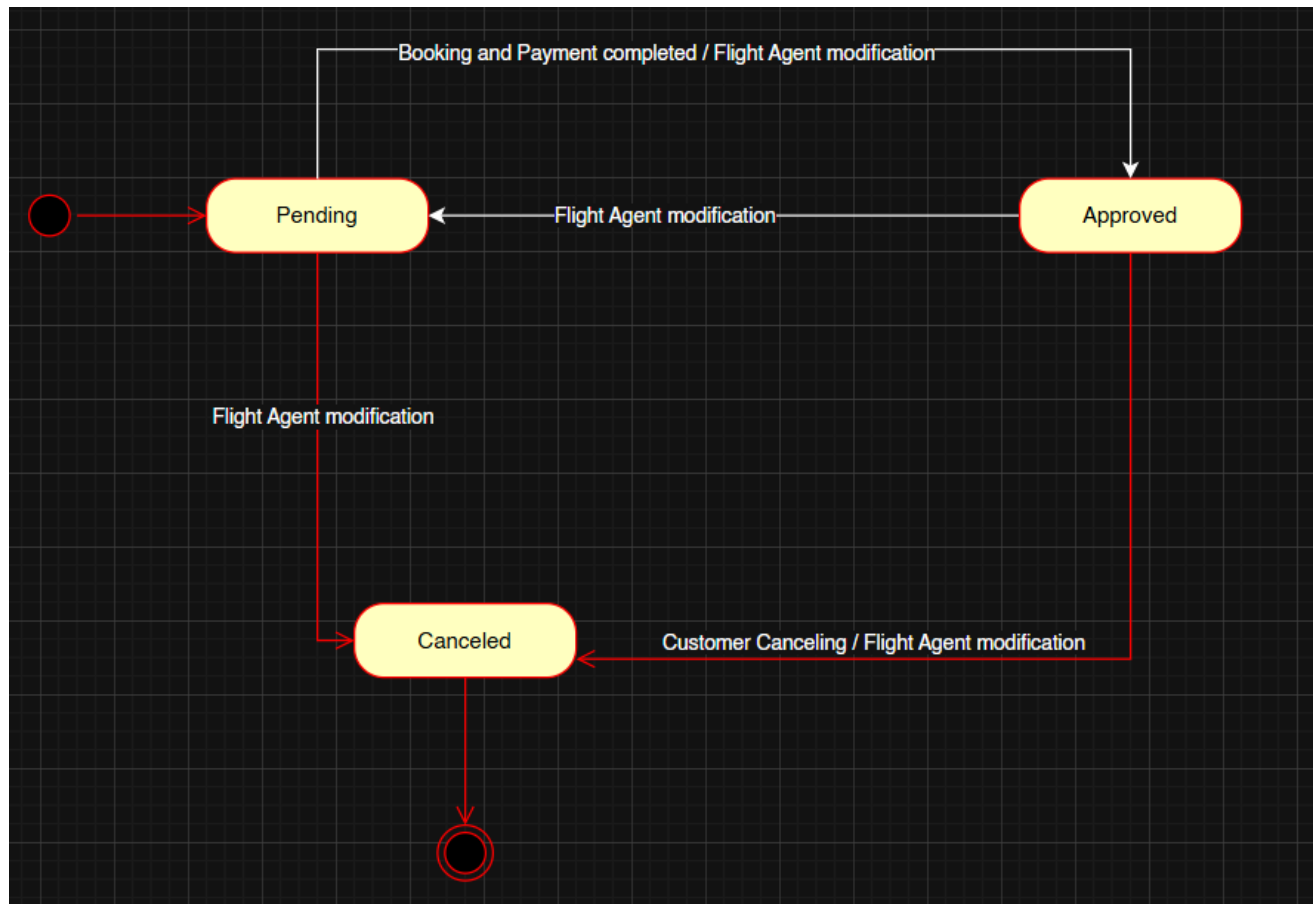 Booking and Payment completed / Flight Agent modification
Pending
Flight Agent modification
Approved
Flight Agent modification
Canceled
Customer Canceling / Flight Agent modification